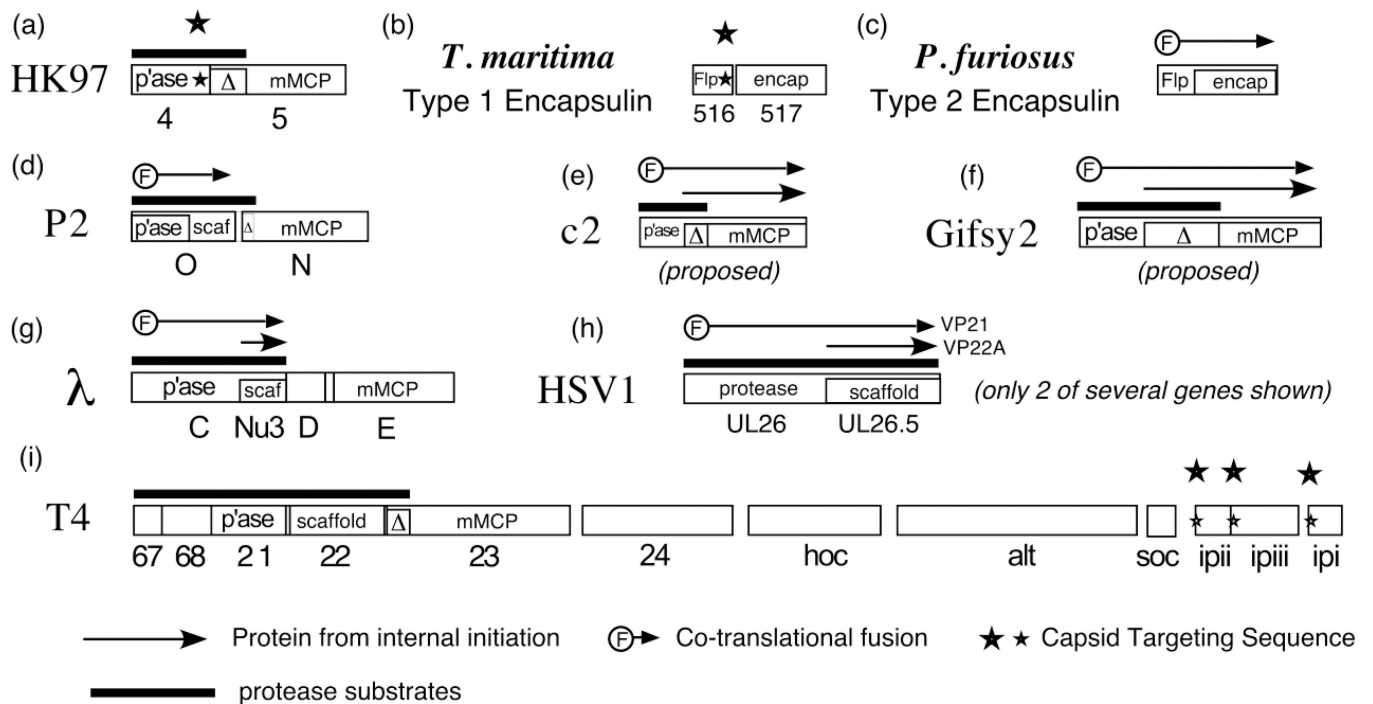 (a)
HK97
p'ase Δ mMCP
4 5
(b)
T. maritima
Type 1 Encapsulin
Flp encap
516 517
(c)
P. furiosus
Type 2 Encapsulin
F
Flp encap
(d)
P2
F
p'ase scaf Δ mMCP
O N
(e)
c2
F
p'ase Δ mMCP
(proposed)
(f)
Gifsy2
F
p'ase Δ mMCP
(proposed)
(g)
λ
F
p'ase scaf mMCP
C Nu3 D E
(h)
HSV1
F VP21
VP22A
protease scaffold
UL26 UL26.5
(only 2 of several genes shown)
(i)
T4
p'ase scaffold Δ mMCP
67 68 21 22 23 24 hoc alt soc ipii ipiii ipi
Protein from internal initiation
F Co-translational fusion
Capsid Targeting Sequence
protease substrates